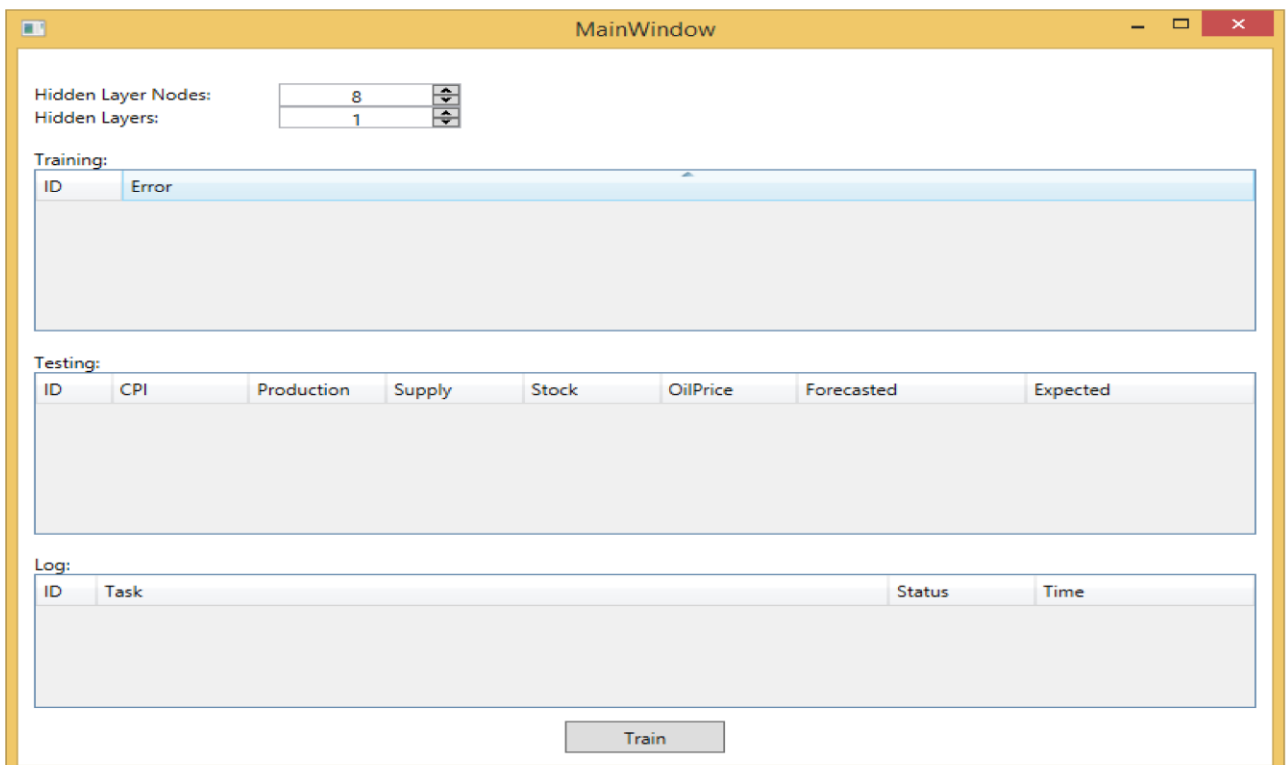 MainWindow
Hidden Layer Nodes: 8
Hidden Layers: 1
Training:
ID Error
Testing:
ID CPI Production Supply Stock OilPrice Forecasted Expected
Log:
ID Task Status Time
Train